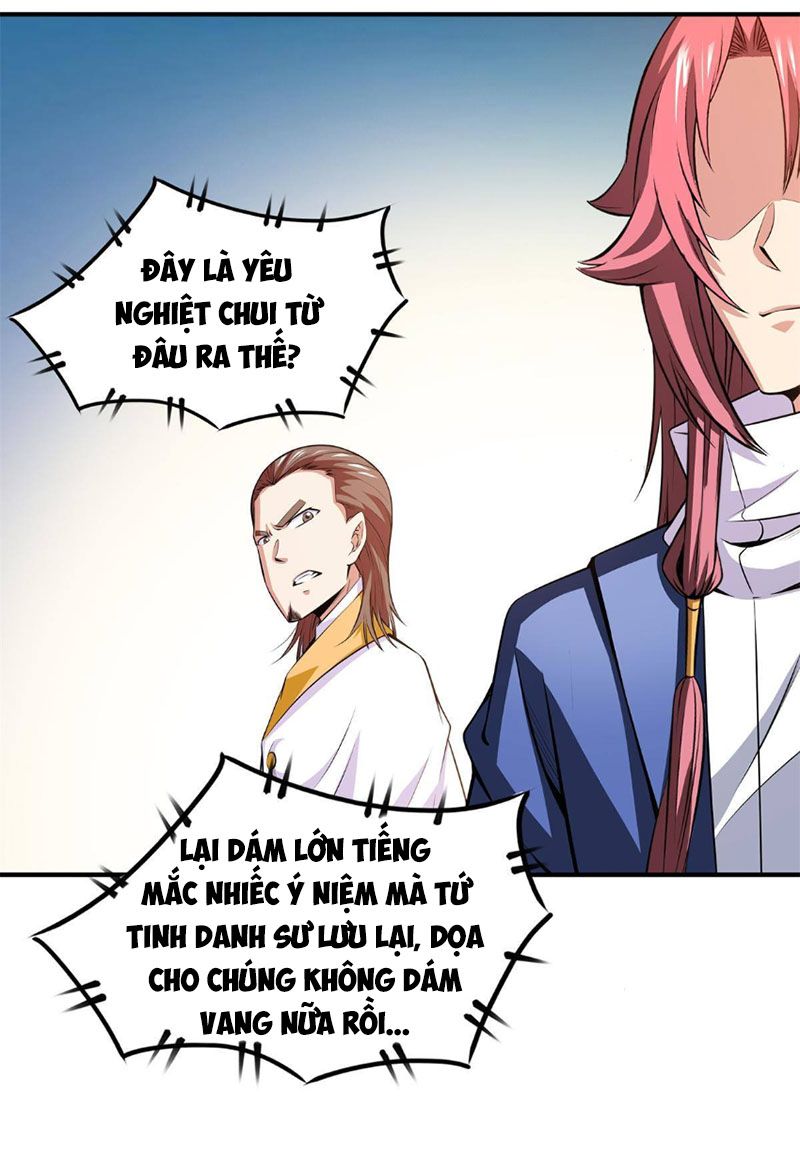 ĐÂY LÀ YÊU
NGHIỆT CHUI TỪ
ĐÂU RA THẾ?
LẠI DÁM LỚN TIẾNG
MẮC NHIẾC Ý NIỆM MÀ TỨ
TINH DANH SƯ LƯU LẠI, DỌA
CHO CHÚNG KHÔNG DÁM
VANG NỮA RỒI...